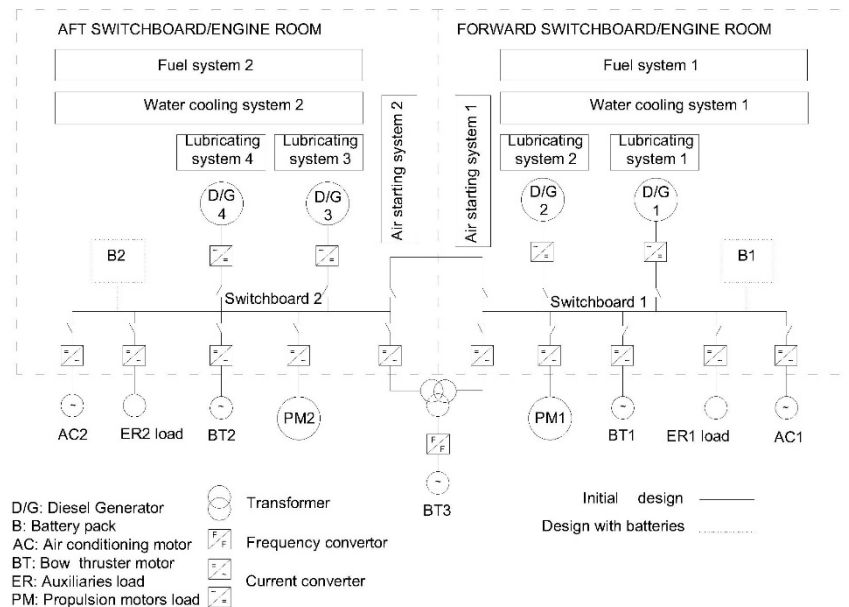 AFT SWITCHBOARD/ENGINE ROOM
FORWARD SWITCHBOARD/ENGINE ROOM
Fuel system 2
Fuel system 1
Water cooling system 2
Water cooling system 1
Air starting system 2
Air starting system 1
Lubricating
system 4
Lubricating
system 3
Lubricating
system 2
Lubricating
system 1
D/G
4
D/G
3
D/G
2
D/G
1
B2
B1
Switchboard 2
Switchboard 1
PM2
PM1
~
~
~
~
AC2
ER2 load
BT2
BT1
ER1 load
AC1
F
F
~
BT3
D/G: Diesel Generator
B: Battery pack
AC: Air conditioning motor
BT: Bow thruster motor
ER: Auxiliaries load
PM: Propulsion motors load
Transformer
F
F
Frequency convertor
=
~
Current converter
~
=
Initial design
Design with batteries